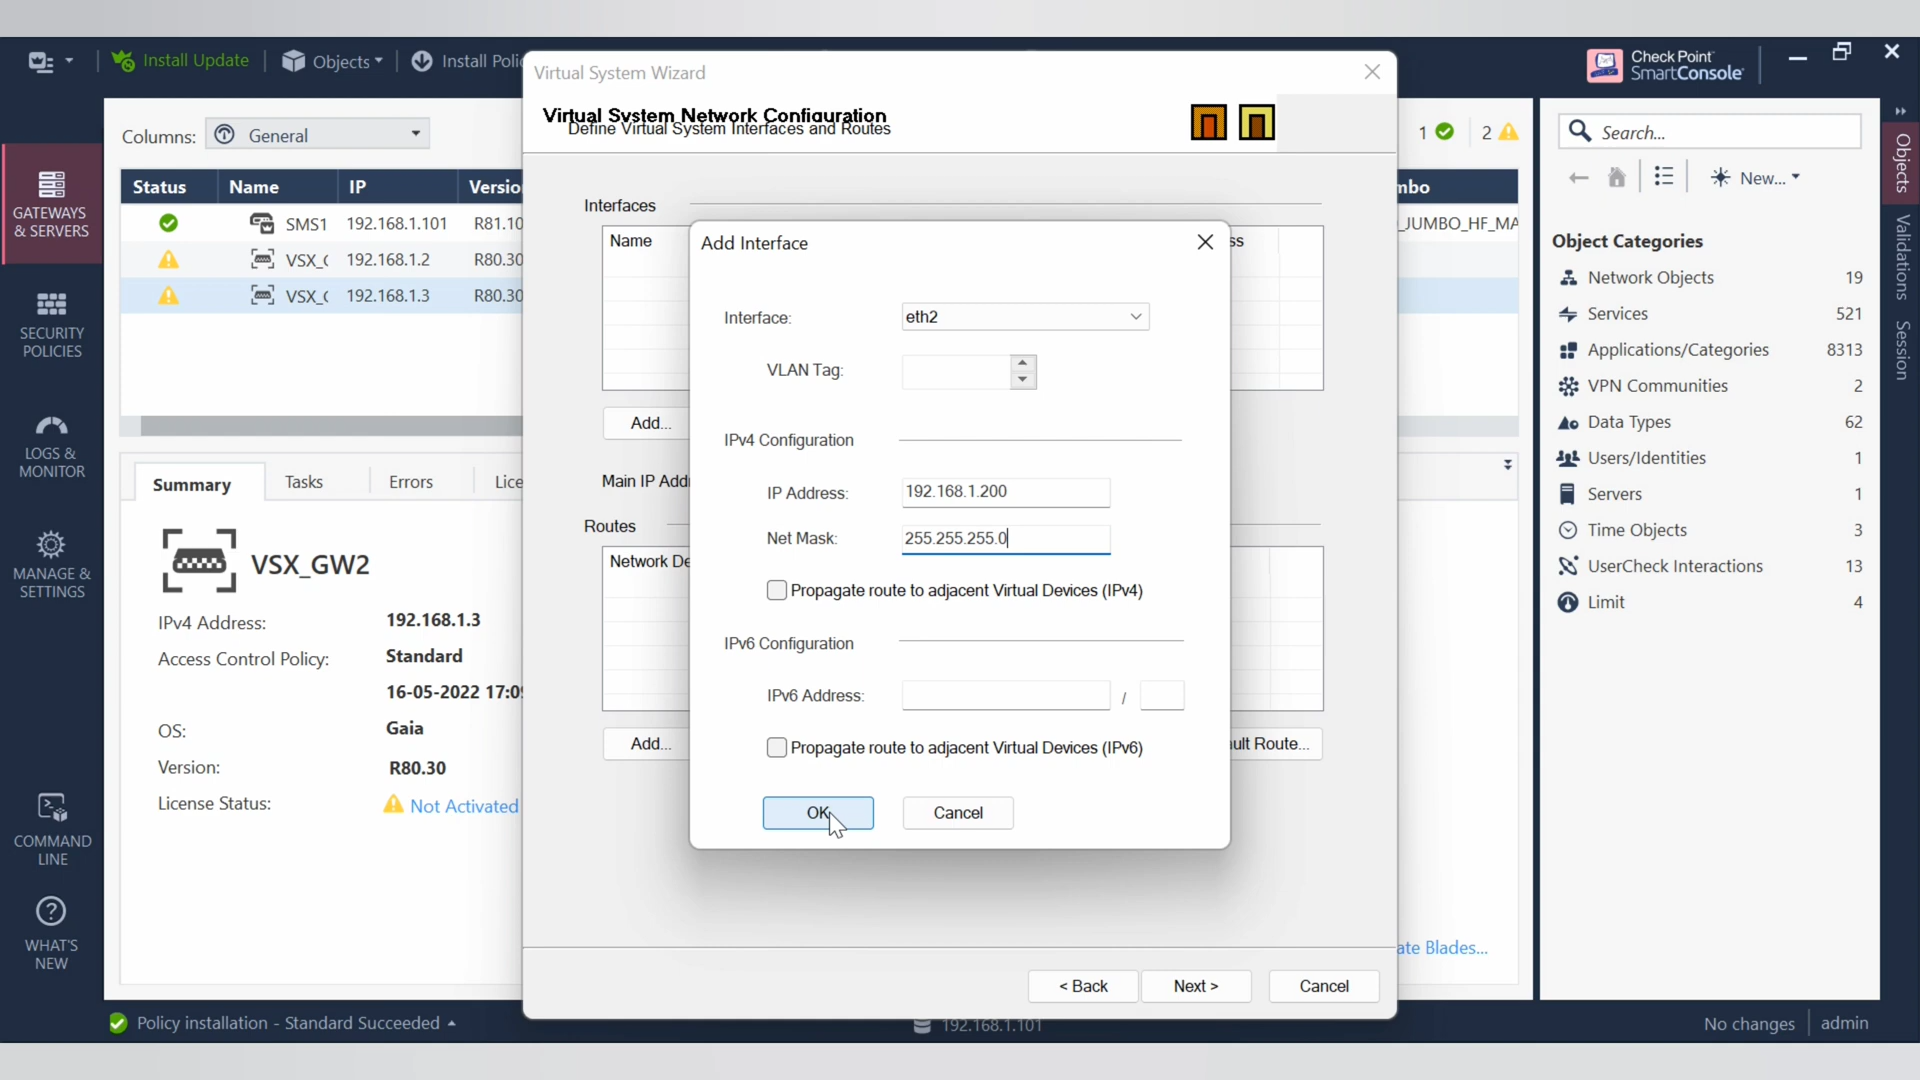 Install Update
Objects
Install Poli
Virtual System Wizard
Check Point
SmartConsole
Virtual System Network Configuration
Define Virtual System Interfaces and Routes
Columns:
General
1
2
Search...
New...
Objects
Validations
Session
GATEWAYS
& SERVERS
SECURITY
POLICIES
LOGS &
MONITOR
MANAGE &
SETTINGS
COMMAND
LINE
WHAT'S
NEW
Status
Name
IP
Versio
mbo
SMS1
192.168.1.101
R81.10
_JUMBO_HF_MA
VSX_(
192.168.1.2
R80.30
VSX_(
192.168.1.3
R80.30
Interfaces
Name
ss
Add...
Main IP Addr
Routes
Network De
Add...
ult Route...
Add Interface
Interface:
eth2
VLAN Tag:
IPv4 Configuration
IP Address:
192.168.1.200
Net Mask:
255.255.255.0
Propagate route to adjacent Virtual Devices (IPv4)
IPv6 Configuration
IPv6 Address:
/
Propagate route to adjacent Virtual Devices (IPv6)
OK
Cancel
Summary
Tasks
Errors
Lice
VSX_GW2
IPv4 Address:
192.168.1.3
Access Control Policy:
Standard
16-05-2022 17:09
OS:
Gaia
Version:
R80.30
License Status:
Not Activated
ate Blades...
< Back
Next >
Cancel
Object Categories
Network Objects
19
Services
521
Applications/Categories
8313
VPN Communities
2
Data Types
62
Users/Identities
1
Servers
1
Time Objects
3
UserCheck Interactions
13
Limit
4
Policy installation - Standard Succeeded
192.168.1.101
No changes
admin